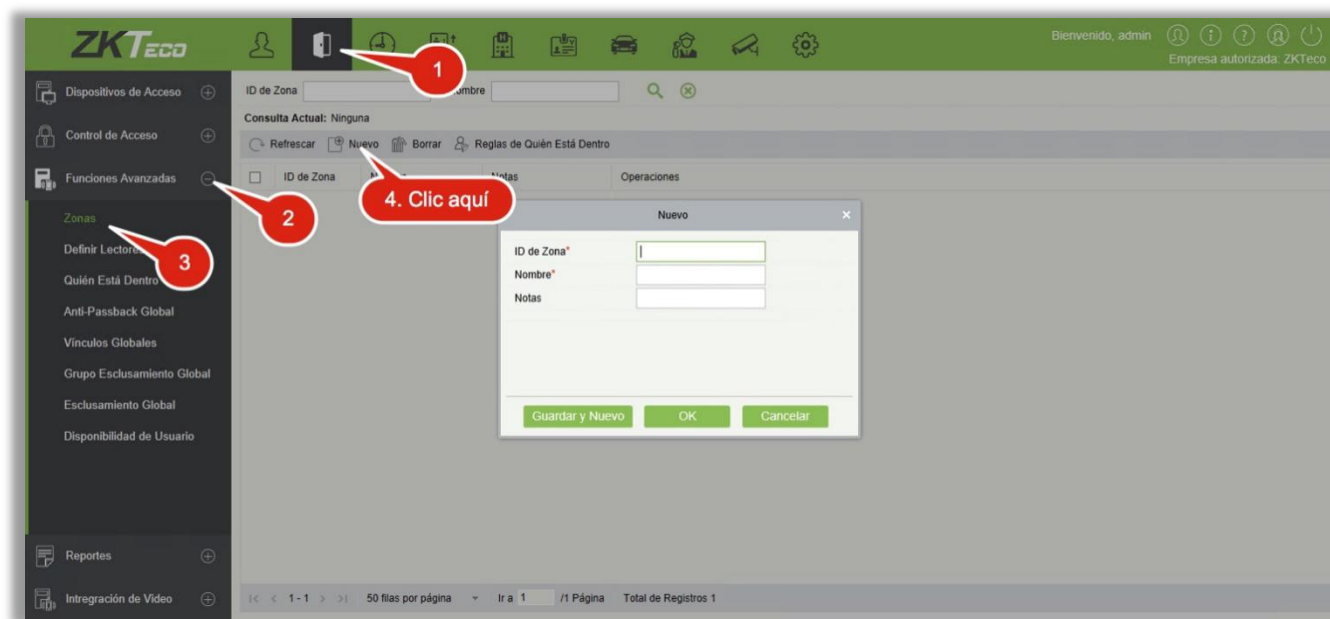 ZKTeco
Bienvenido, admin
Empresa autorizada: ZKTeco
1
Dispositivos de Acceso
Control de Acceso
Funciones Avanzadas
2
Zonas
3
Definir Lectores
Quién Está Dentro
Anti-Passback Global
Vínculos Globales
Grupo Esclusamiento Global
Esclusamiento Global
Disponibilidad de Usuario
Reportes
Intregración de Video
ID de Zona
Consulta Actual: Ninguna
Refrescar Nuevo Borrar Reglas de Quién Está Dentro
ID de Zona Notas Operaciones
4. Clic aquí
Nuevo
ID de Zona*
Nombre*
Notas
Guardar y Nuevo OK Cancelar
1-1 50 filas por página Ir a 1 /1 Página Total de Registros 1